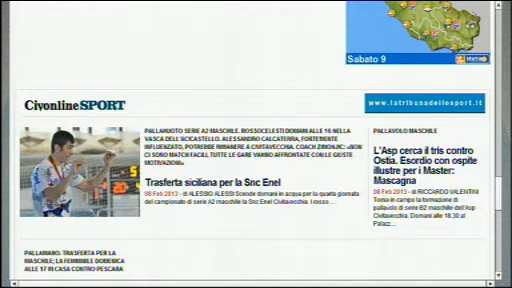 Sabato 9
Meteo
CivonlineSPORT
www.latribunadellosport.it
PALLANUOTO SERIE A2 MASCHILE. ROSSOCELESTI DOMANI ALLE 16 NELLA
VASCA DELL'ACICASTELLO. ALESSANDRO CALCATERRA, FORTEMENTE
INFLUENZATO, POTREBBE RIMANERE A CIVITAVECCHIA. COACH ZIMONJIC: «NON
CI SONO MATCH FACILI, TUTTE LE GARE VANNO AFFRONTATE CON LE GIUSTE
MOTIVAZIONI»
Trasferta siciliana per la Snc Enel
08 Feb 2013 - di ALESSIO ALESSI Scende domani in acqua per la quarta giornata
del campionato di serie A2 maschile la Snc Enel Civitavecchia. I rosse ...
PALLAVOLO MASCHILE
L'Asp cerca il tris contro
Ostia. Esordio con ospite
illustre per i Master:
Mascagna
08 Feb 2013 - di RICCARDO VALENTINI
Torna in campo la formazione di
pallavolo di serie B2 maschile dell'Asp
Civitavecchia. Domani alle 18.30 al
Palazz ...
PALLAMANO. TRASFERTA PER LA
MASCHILE; LA FEMMINILE DOMENICA
ALLE 17 IN CASA CONTRO PESCARA